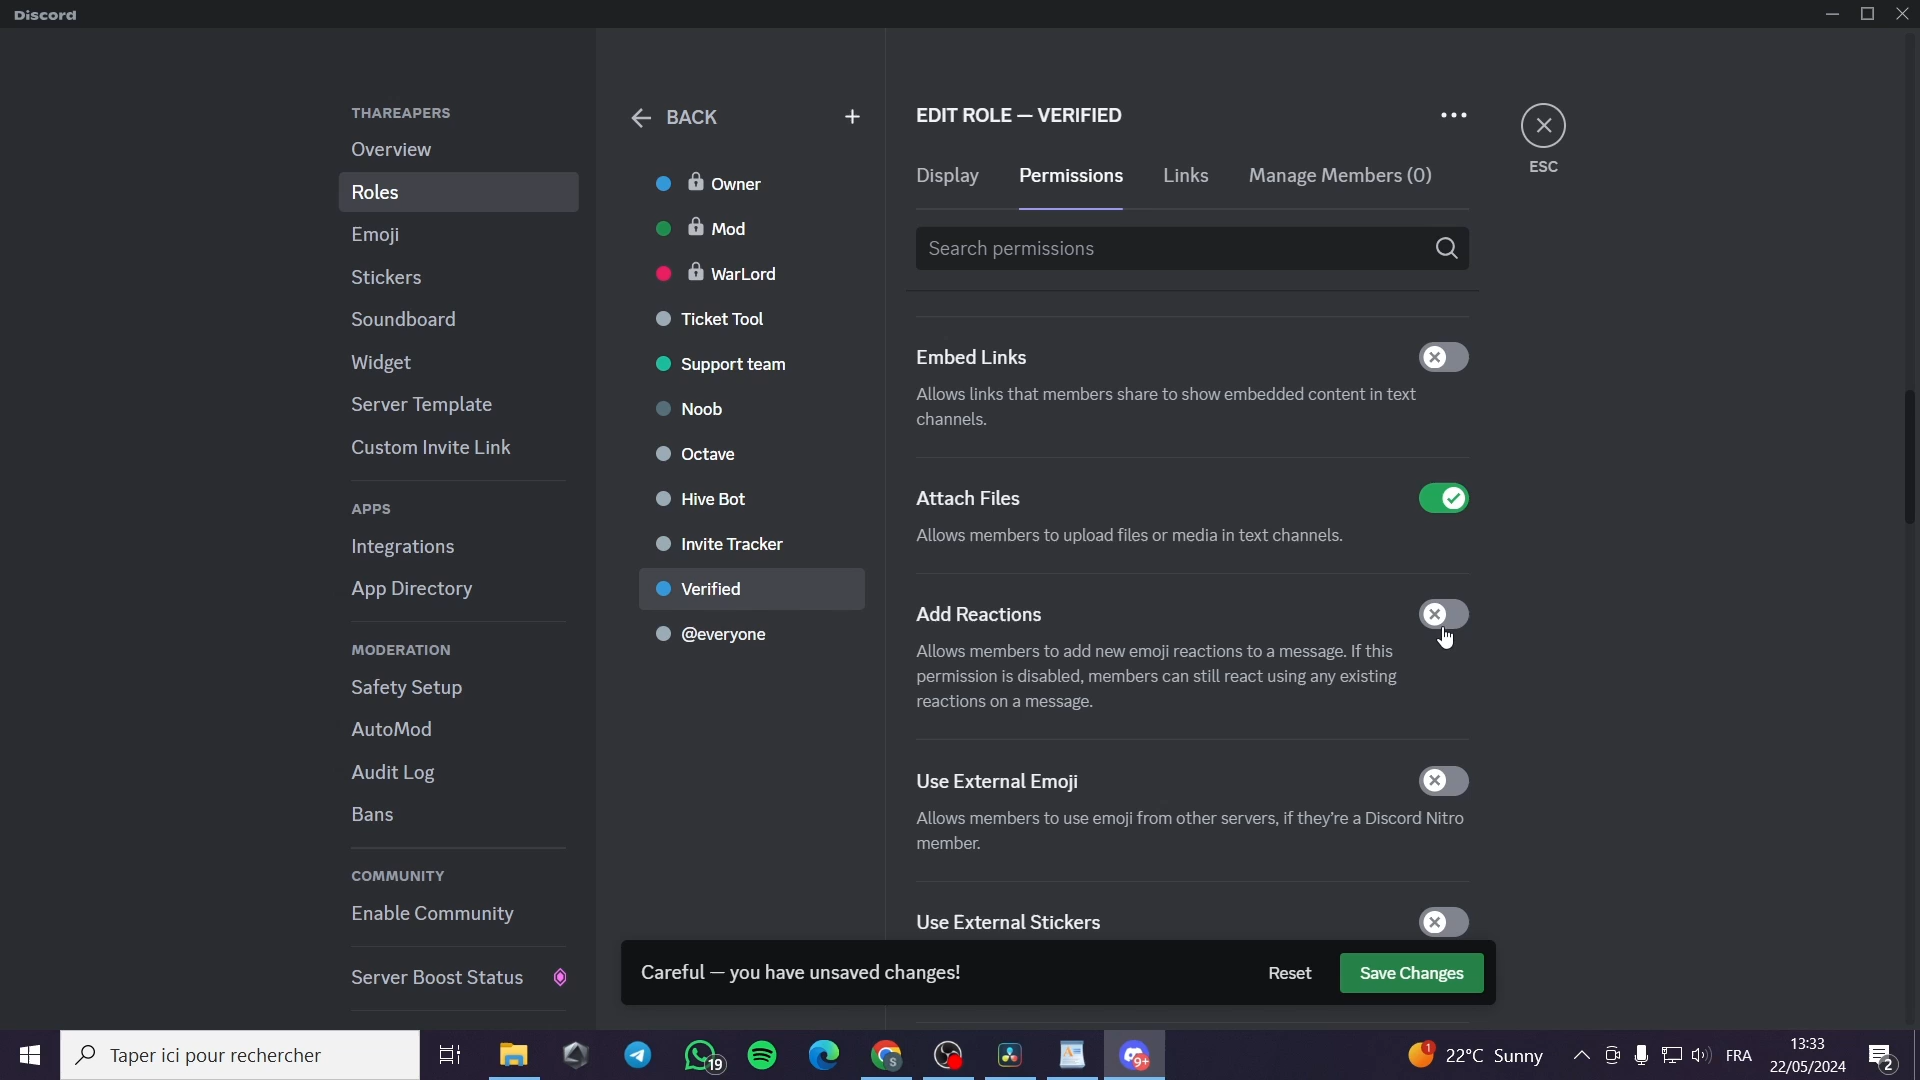 Discord
THAREAPERS
Overview
Roles
Emoji
Stickers
Soundboard
Widget
Server Template
Custom Invite Link
APPS
Integrations
App Directory
MODERATION
Safety Setup
AutoMod
Audit Log
Bans
COMMUNITY
Enable Community
Server Boost Status
BACK
Owner
Mod
WarLord
Ticket Tool
Support team
Noob
Octave
Hive Bot
Invite Tracker
Verified
@everyone
EDIT ROLE — VERIFIED
ESC
Display Permissions Links Manage Members (0)
Search permissions
Embed Links
Allows links that members share to show embedded content in text
channels.
Attach Files
Allows members to upload files or media in text channels.
Add Reactions
Allows members to add new emoji reactions to a message. If this
permission is disabled, members can still react using any existing
reactions on a message.
Use External Emoji
Allows members to use emoji from other servers, if they're a Discord Nitro
member.
Use External Stickers
Careful — you have unsaved changes! Reset Save Changes
Taper ici pour rechercher
19
S
9+
1
22°C Sunny
FRA
13:33
22/05/2024
2